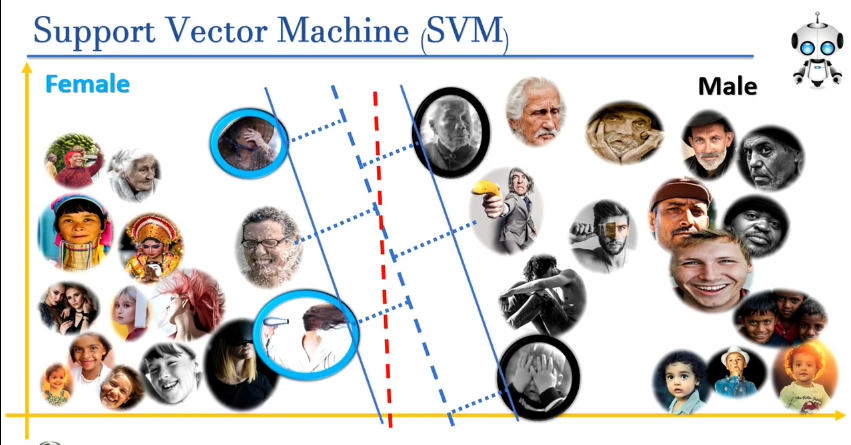 Support Vector Machine (SVM)
Female
Male